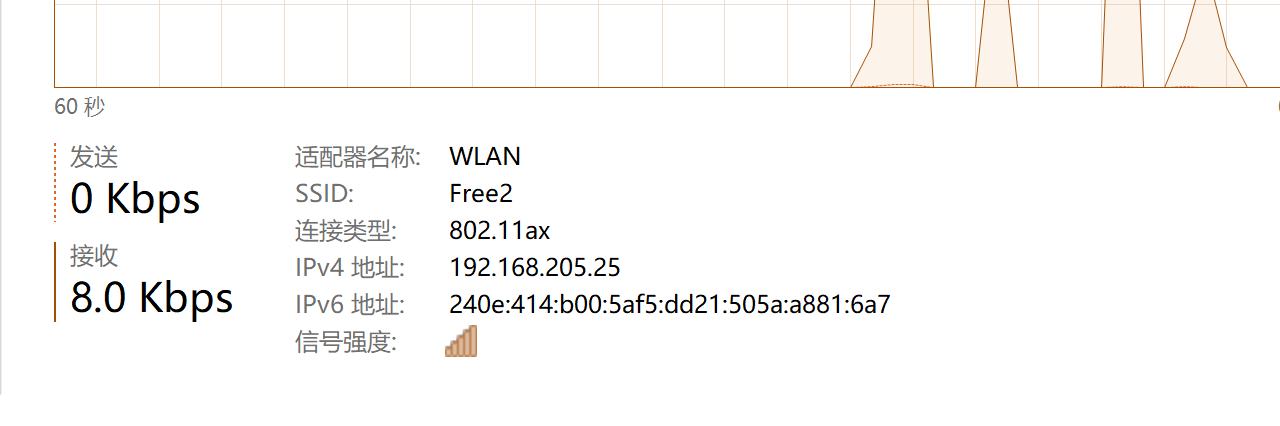 60 秒
发送
0 Kbps
接收
8.0 Kbps
适配器名称: WLAN
SSID: Free2
连接类型: 802.11ax
IPv4 地址: 192.168.205.25
IPv6 地址: 240e:414:b00:5af5:dd21:505a:a881:6a7
信号强度: